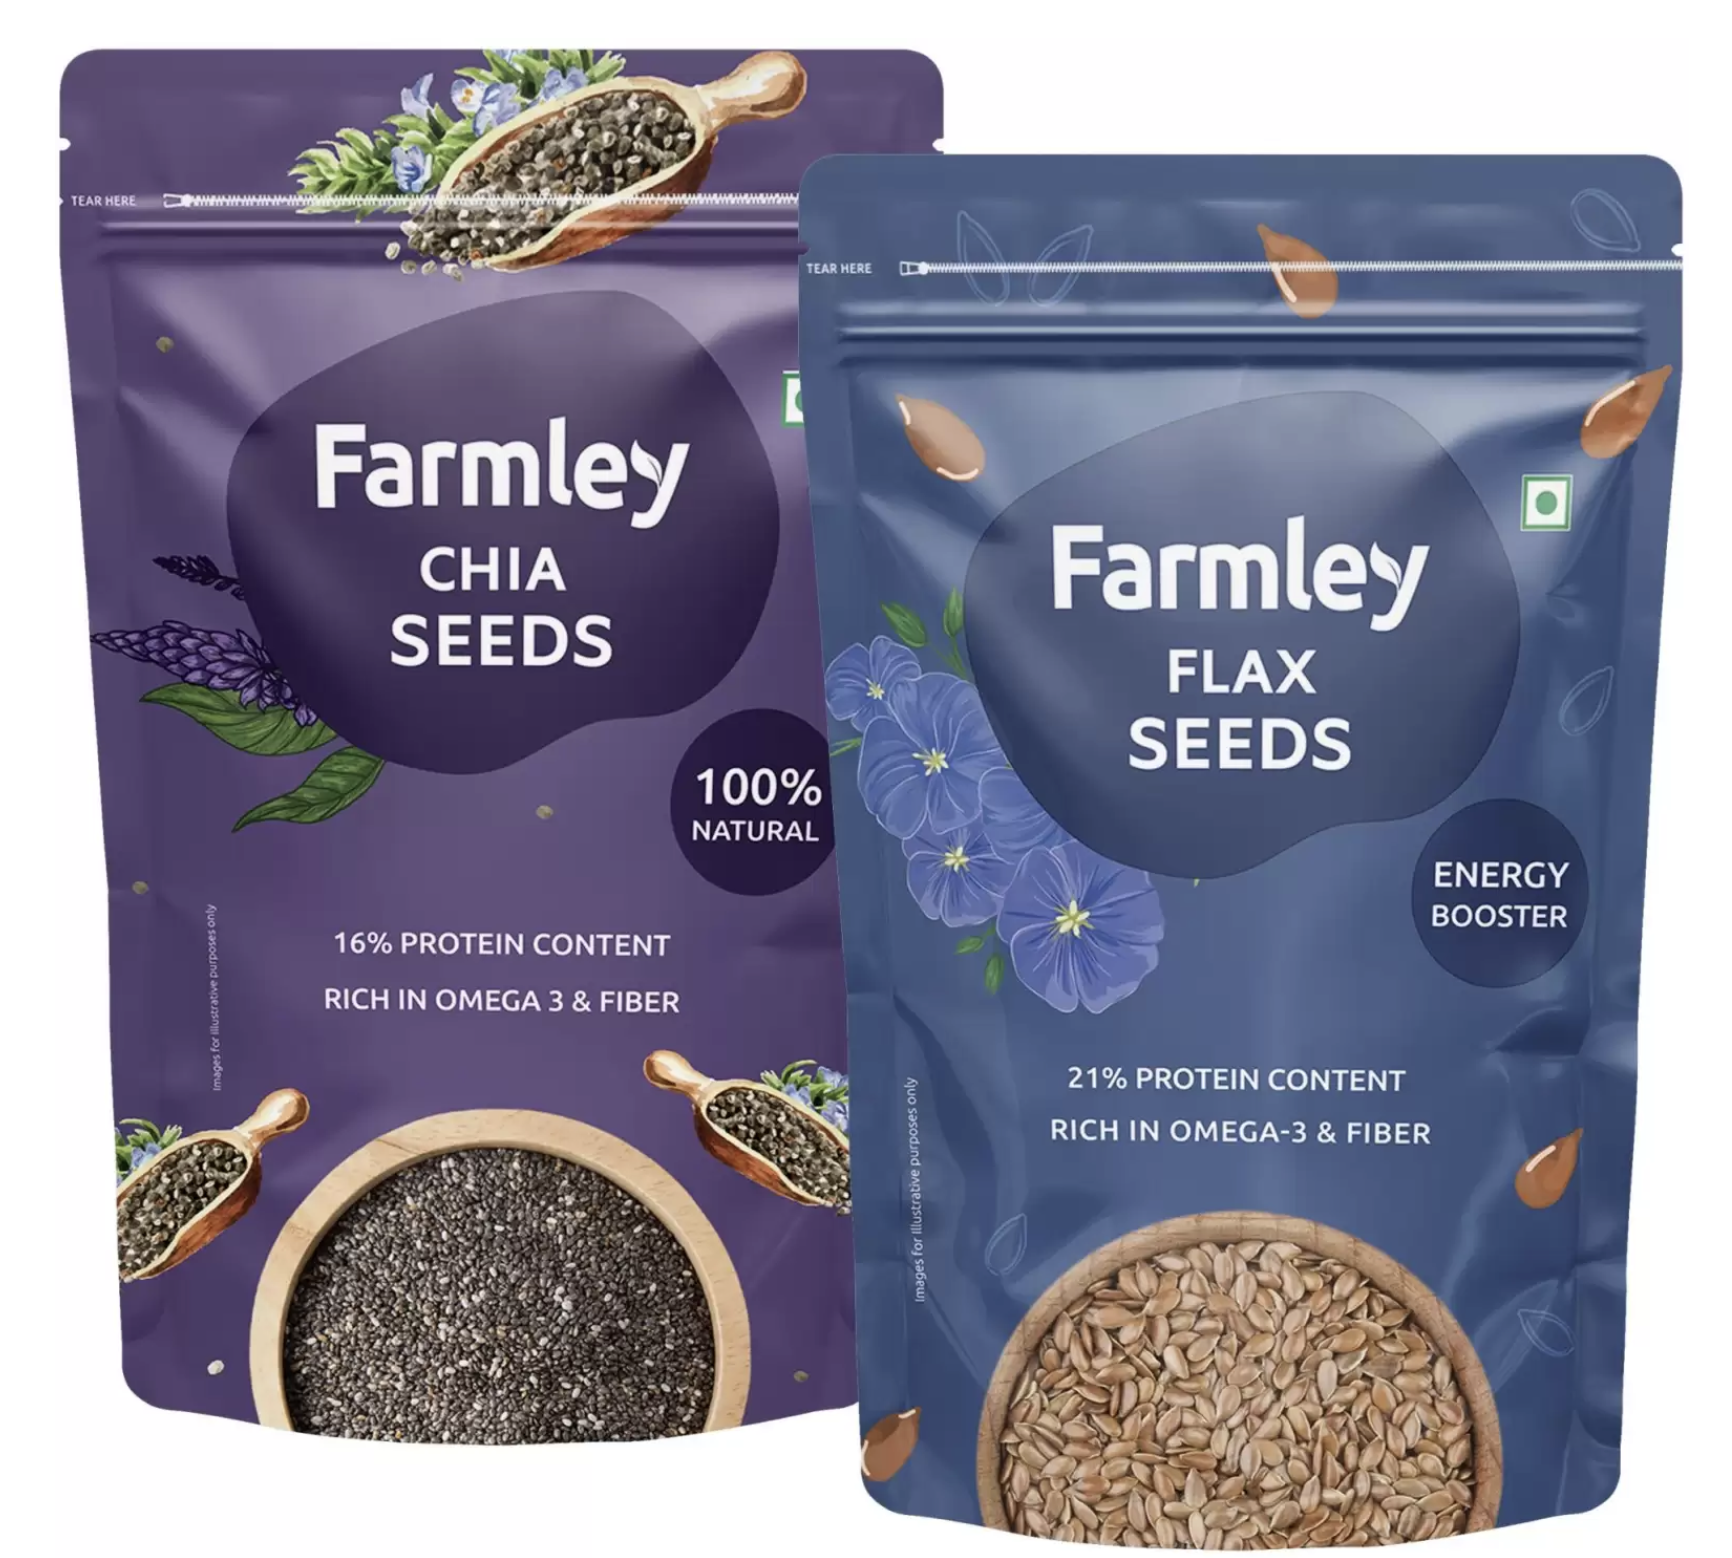 TEAR HERE
Farmley
CHIA
SEEDS
100%
NATURAL
16% PROTEIN CONTENT
RICH IN OMEGA 3 & FIBER
Images for illustrative purposes only
TEAR HERE
Farmley
FLAX
SEEDS
ENERGY
BOOSTER
21% PROTEIN CONTENT
RICH IN OMEGA-3 & FIBER
Images for illustrative purposes only